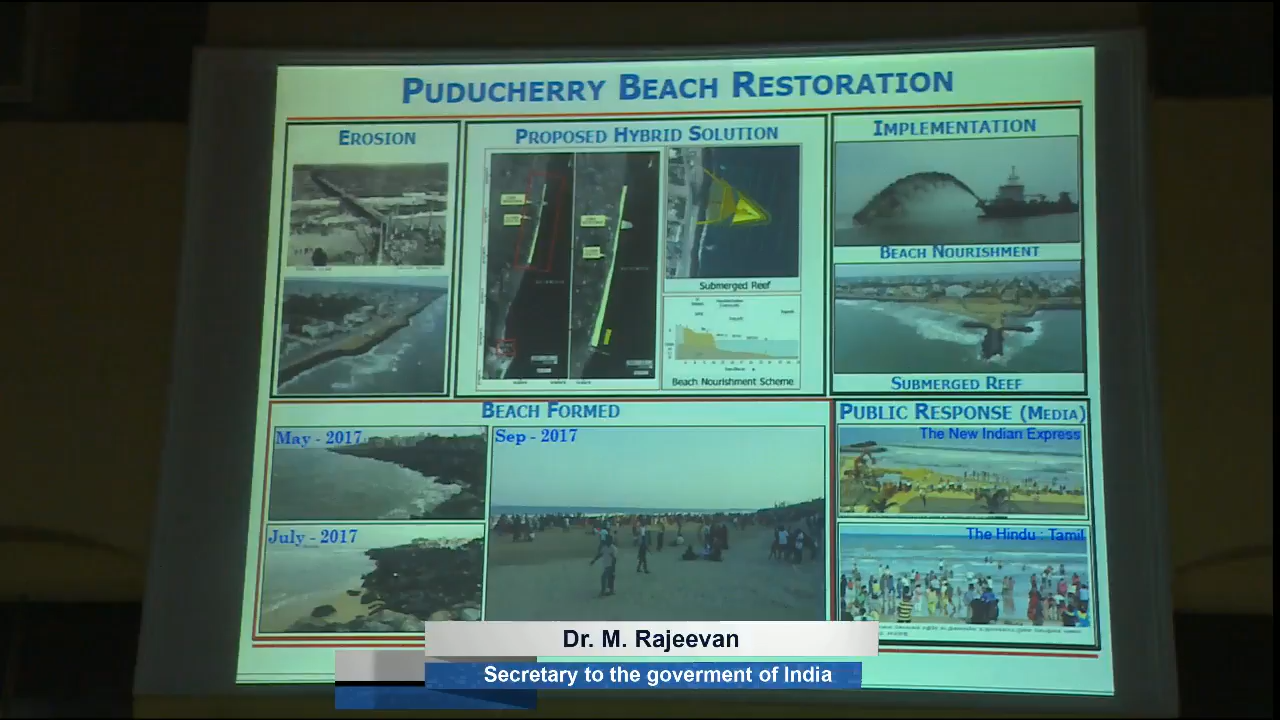 PUDUCHERRY BEACH RESTORATION
EROSION
PROPOSED HYBRID SOLUTION
Submerged Reef
Beach Nourishment Scheme
IMPLEMENTATION
BEACH NOURISHMENT
SUBMERGED REEF
BEACH FORMED
May - 2017
July - 2017
Sep - 2017
PUBLIC RESPONSE (MEDIA)
The New Indian Express
The Hindu : Tamil
Dr. M. Rajeevan
Secretary to the goverment of India